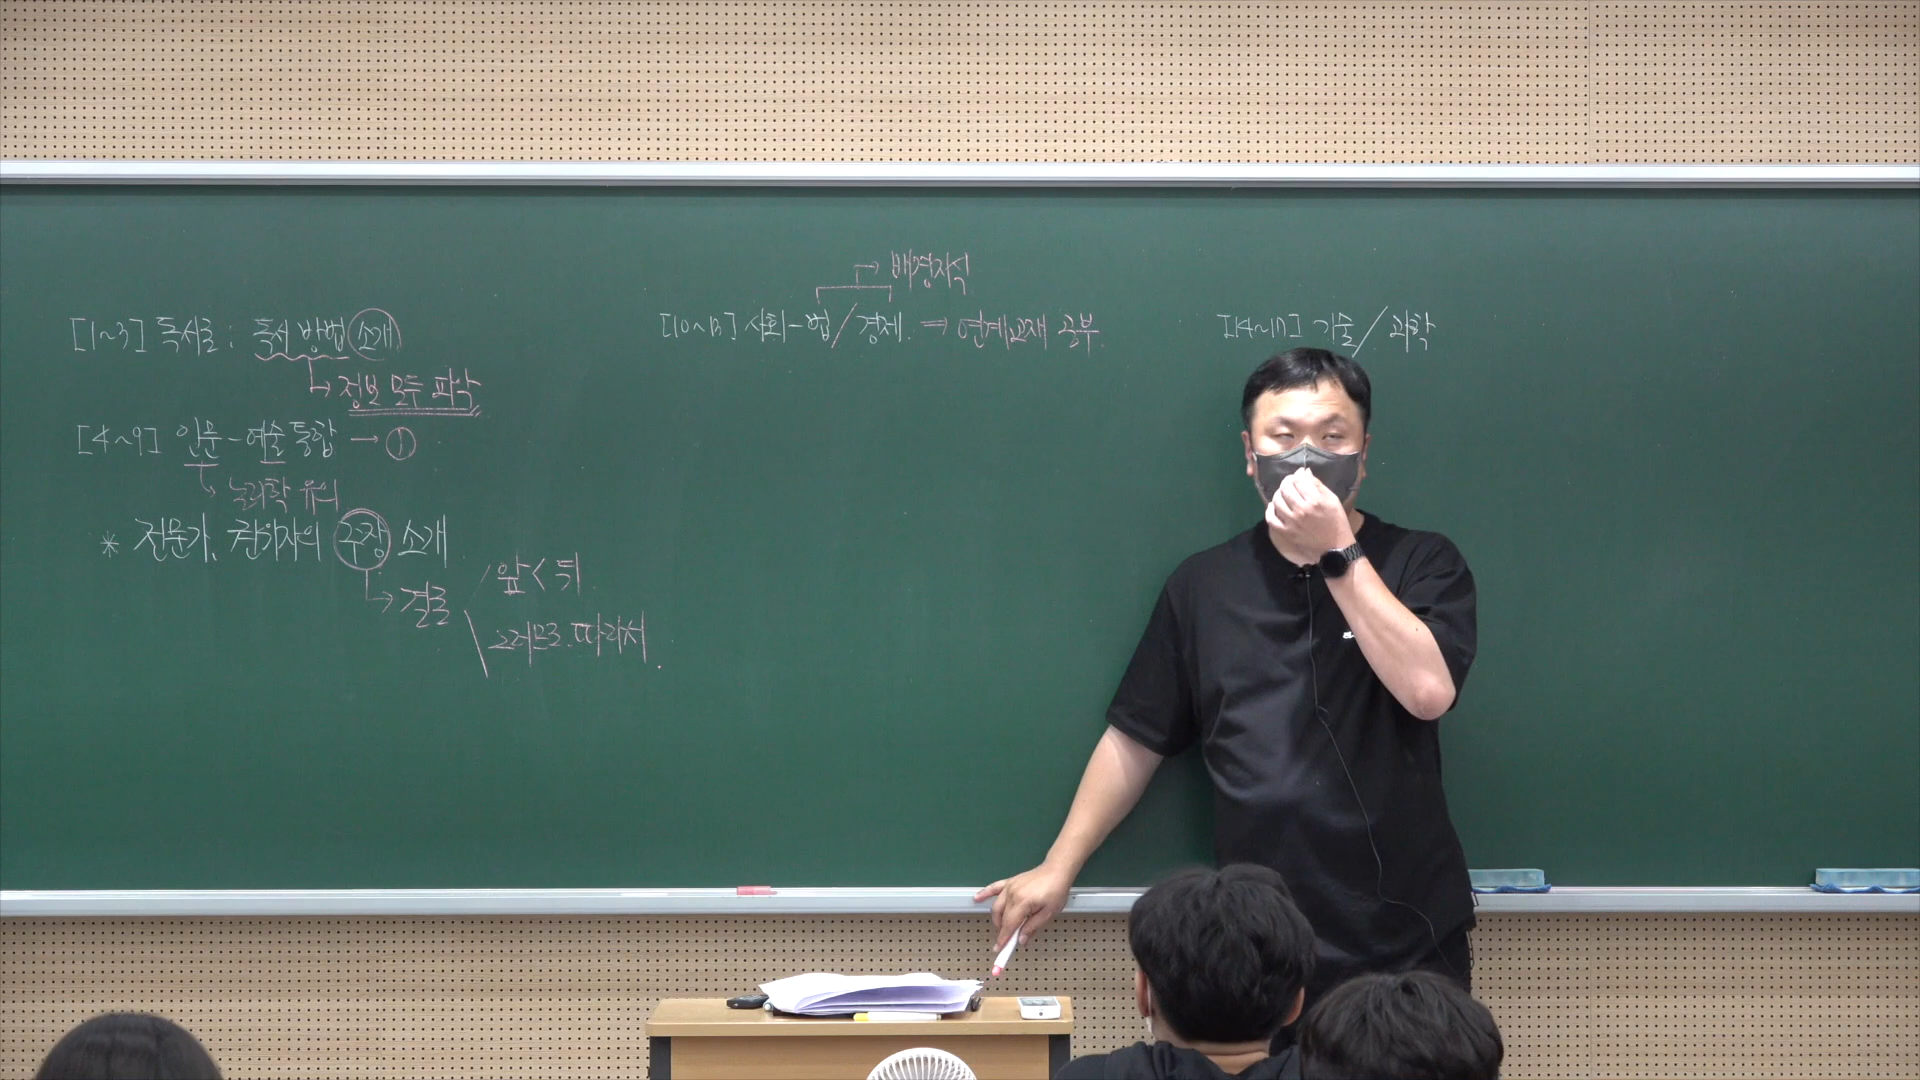 [1~3] 독서론 : 독서 방법 소개
↳ 정보 모두 파악
[4~9] 인문-예술 통합 → ①
↳ 논리학 유의
* 전문가, 권위자의 주장 소개
↳ 결론
앞 < 뒤
그러므로, 따라서
→ 배경지식
[10~13] 사회-법/경제. ⇒ 연계교재 공부
[14~17] 기술/과학